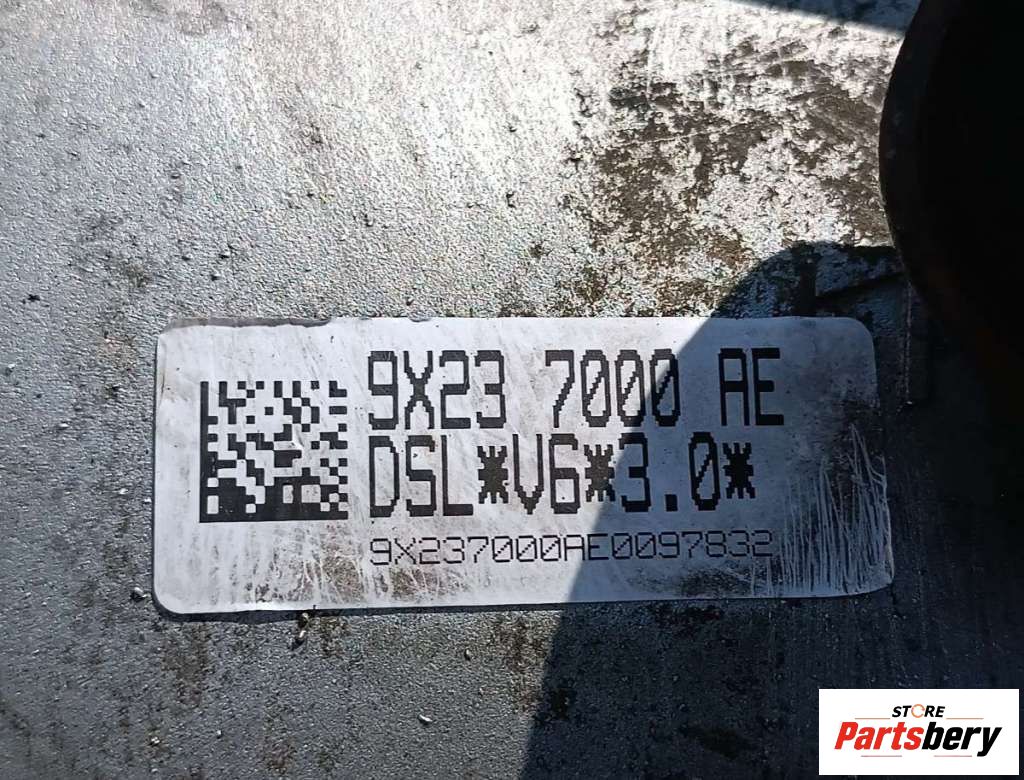 9X23 7000 AE
DSL*V6*3.0*
9X237000AE0097832
STORE
Partsbery